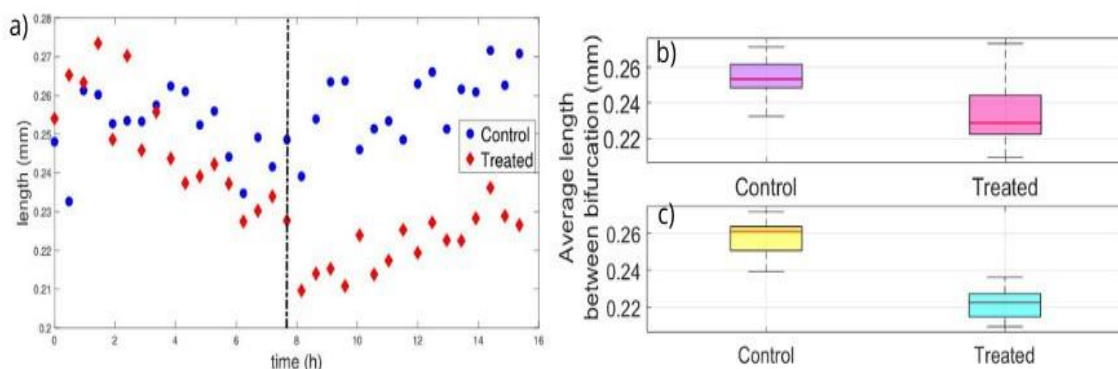 a)
0.28
0.27
0.26
0.25
0.24
0.23
0.22
0.21
0.2
length (mm)
0 2 4 6 8 10 12 14 16
time (h)
Control
Treated
Average length
between bifurcation (mm)
b)
0.26
0.24
0.22
Control Treated
c)
0.26
0.24
0.22
Control Treated